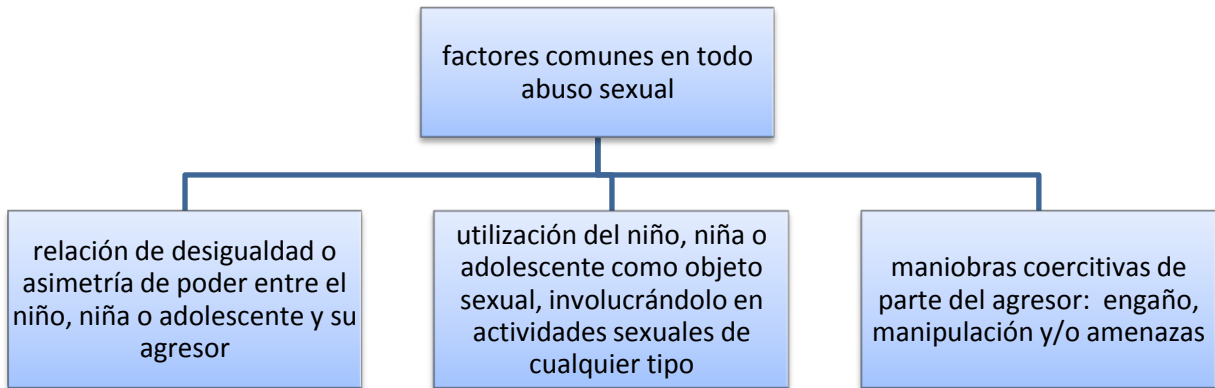 factores comunes en todo
abuso sexual
relación de desigualdad o
asimetría de poder entre el
niño, niña o adolescente y su
agresor
utilización del niño, niña o
adolescente como objeto
sexual, involucrándolo en
actividades sexuales de
cualquier tipo
maniobras coercitivas de
parte del agresor:  engaño,
manipulación y/o amenazas